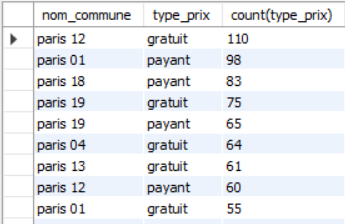 nom_commune type_prix count(type_prix)
paris 12 gratuit 110
paris 01 payant 98
paris 18 payant 83
paris 19 gratuit 75
paris 19 payant 65
paris 04 gratuit 64
paris 13 gratuit 61
paris 12 payant 60
paris 01 gratuit 55